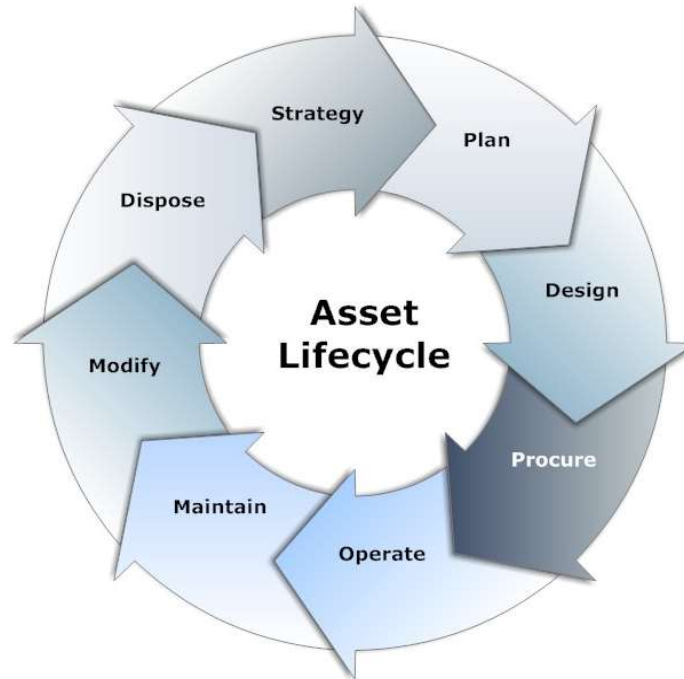 Strategy
Plan
Design
Procure
Operate
Maintain
Modify
Dispose
Asset
Lifecycle